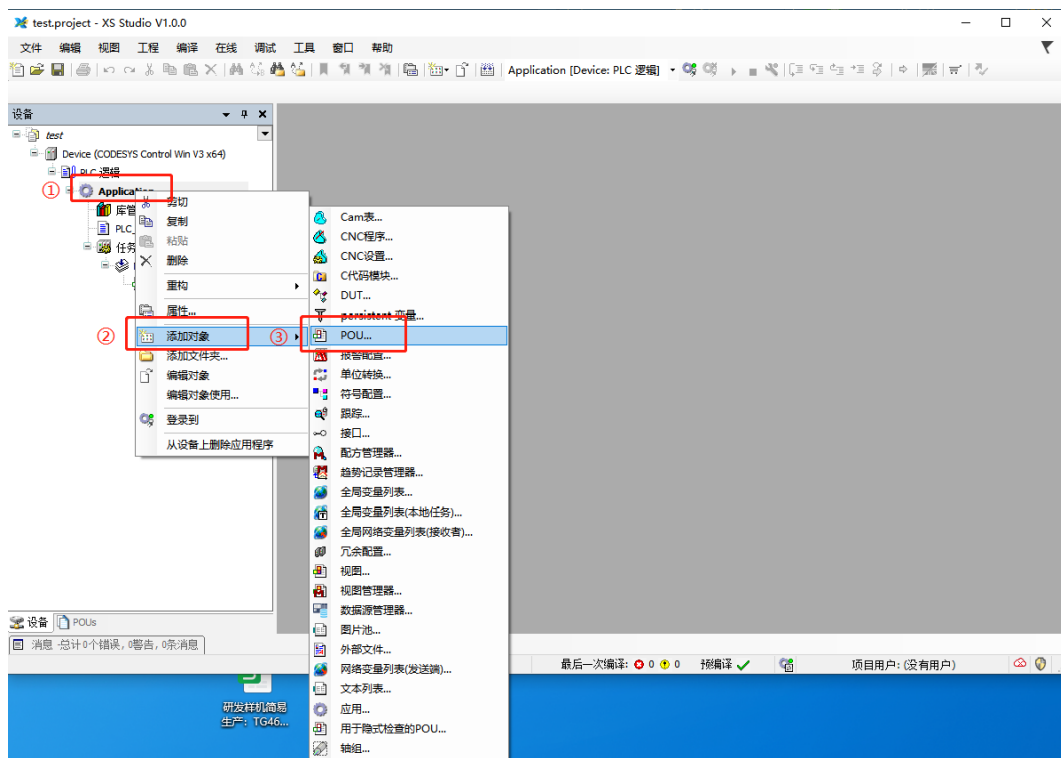 test.project - XS Studio V1.0.0
文件 编辑 视图 工程 编译 在线 调试 工具 窗口 帮助
Application [Device: PLC 逻辑]
设备
test
Device (CODESYS Control Win V3 x64)
PLC 逻辑
① Application
库管
PLC_
任务
剪切
复制
粘贴
删除
重构
属性...
② 添加对象
添加文件夹...
编辑对象
编辑对象使用...
登录到
从设备上删除应用程序
Cam表...
CNC程序...
CNC设置...
C代码模块...
DUT...
persistent 变量...
③ POU...
报警配置...
单位转换...
符号配置...
跟踪...
接口...
配方管理器...
趋势记录管理器...
全局变量列表...
全局变量列表(本地任务)...
全局网络变量列表(接收者)...
冗余配置...
视图...
视图管理器...
数据源管理器...
图片池...
外部文件...
网络变量列表(发送端)...
文本列表...
应用...
用于隐式检查的POU...
轴组...
设备 POUs
消息 -总计0个错误，0警告，0条消息
最后一次编译: 0 0 预编译 项目用户: (没有用户)
研发样机简易
生产：TG46...